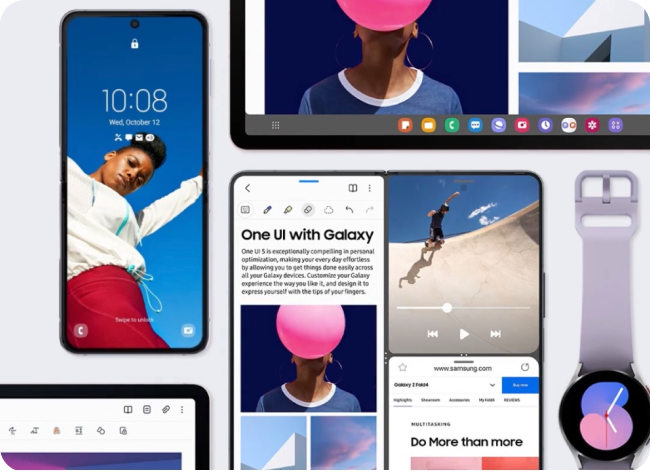 10:08
Wed, October 12
Swipe to unlock
One UI with Galaxy
One UI 5 is exceptionally compelling in personal
optimization, making your every day effortless
by allowing you to get things done easily across
all your Galaxy devices. Customize your Galaxy
experience the way you like it, and design it to
express yourself with the tips of your fingers.
www.samsung.com
Galaxy Z Fold4
Buy now
Highlights Showroom Accessories My Fold4 REVIEWS
MULTITASKING
Do More than more